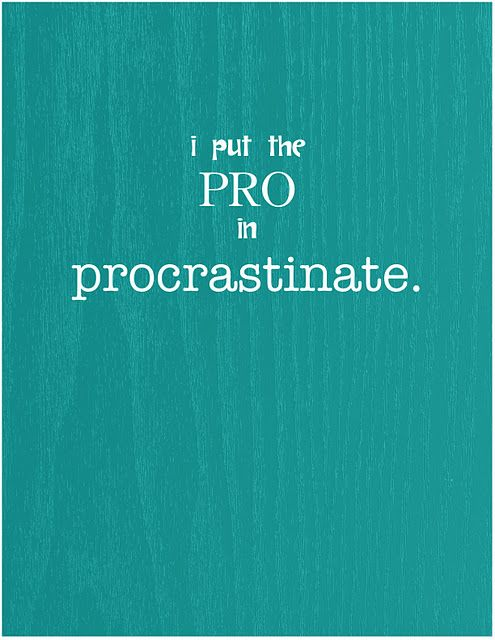 i put the
PRO
in
procrastinate.